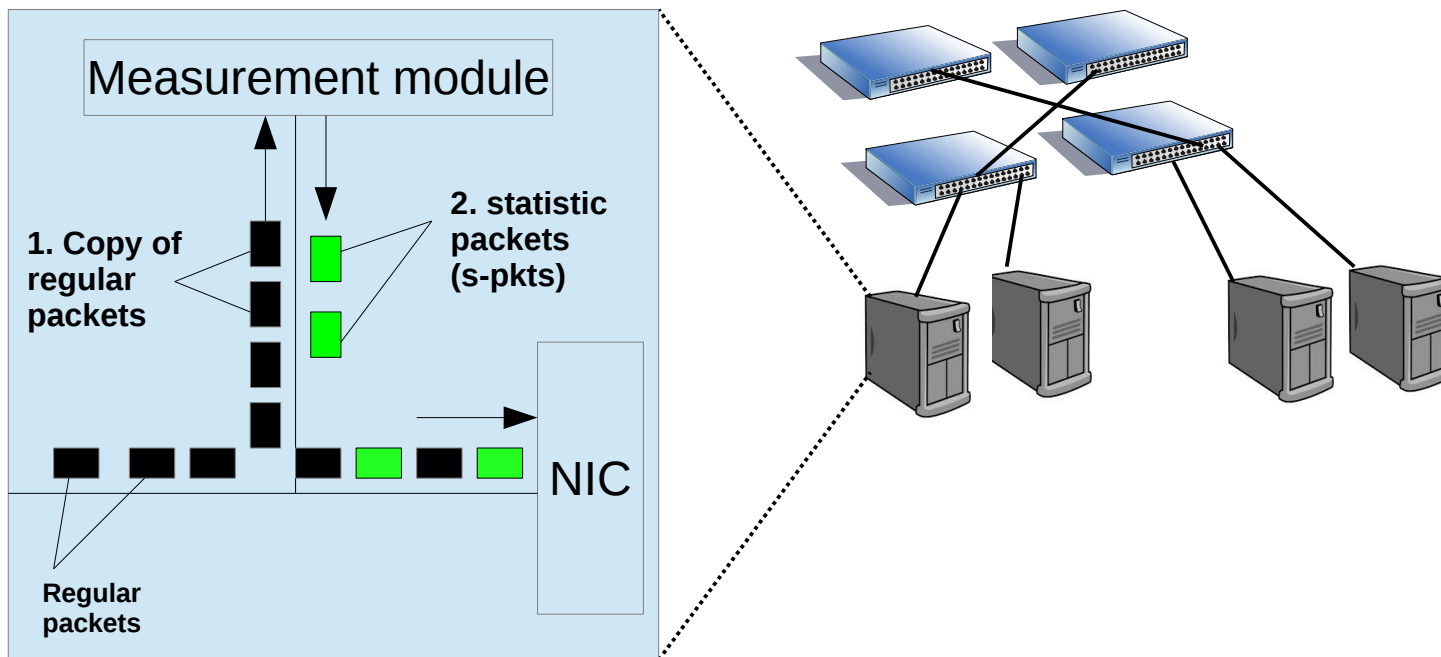 Measurement module
1. Copy of
regular
packets
2. statistic
packets
(s-pkts)
NIC
Regular
packets